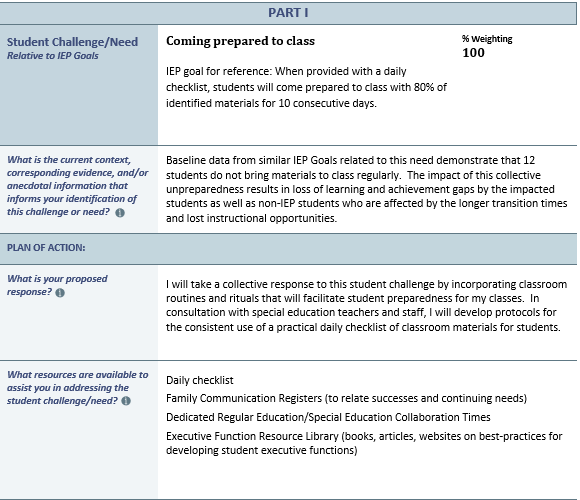 PART I
Student Challenge/Need
Relative to IEP Goals
Coming prepared to class
% Weighting
100
IEP goal for reference: When provided with a daily
checklist, students will come prepared to class with 80% of
identified materials for 10 consecutive days.
What is the current context,
corresponding evidence, and/or
anecdotal information that
informs your identification of
this challenge or need?
Baseline data from similar IEP Goals related to this need demonstrate that 12
students do not bring materials to class regularly. The impact of this collective
unpreparedness results in loss of learning and achievement gaps by the impacted
students as well as non-IEP students who are affected by the longer transition times
and lost instructional opportunities.
PLAN OF ACTION:
What is your proposed
response?
I will take a collective response to this student challenge by incorporating classroom
routines and rituals that will facilitate student preparedness for my classes. In
consultation with special education teachers and staff, I will develop protocols for
the consistent use of a practical daily checklist of classroom materials for students.
What resources are available to
assist you in addressing the
student challenge/need?
Daily checklist
Family Communication Registers (to relate successes and continuing needs)
Dedicated Regular Education/Special Education Collaboration Times
Executive Function Resource Library (books, articles, websites on best-practices for
developing student executive functions)